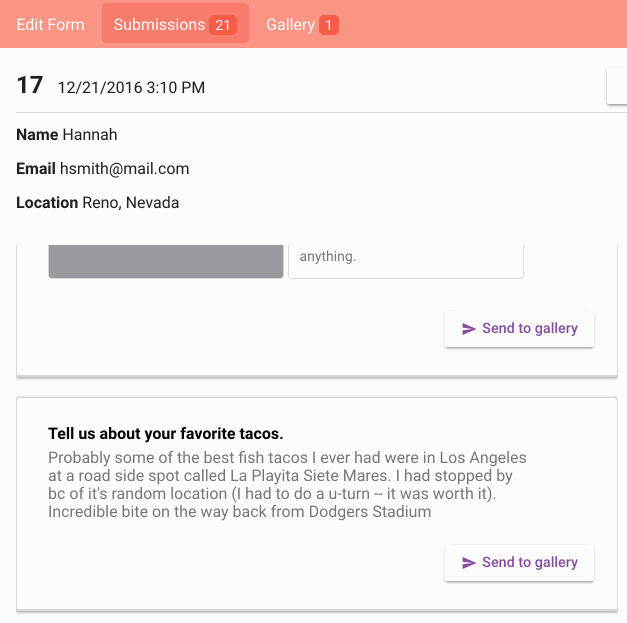 Edit Form Submissions 21 Gallery 1
17 12/21/2016 3:10 PM
Name Hannah
Email hsmith@mail.com
Location Reno, Nevada
anything.
Send to gallery
Tell us about your favorite tacos.
Probably some of the best fish tacos I ever had were in Los Angeles
at a road side spot called La Playita Siete Mares. I had stopped by
bc of it's random location (I had to do a u-turn -- it was worth it).
Incredible bite on the way back from Dodgers Stadium
Send to gallery